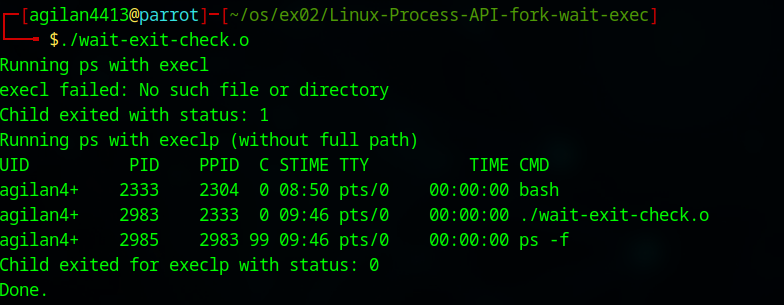 ┌─[agilan4413@parrot]─[~/os/ex02/Linux-Process-API-fork-wait-exec]
└──╼ $./wait-exit-check.o
Running ps with execl
execl failed: No such file or directory
Child exited with status: 1
Running ps with execlp (without full path)
UID          PID    PPID  C STIME TTY          TIME CMD
agilan4+    2333    2304  0 08:50 pts/0    00:00:00 bash
agilan4+    2983    2333  0 09:46 pts/0    00:00:00 ./wait-exit-check.o
agilan4+    2985    2983 99 09:46 pts/0    00:00:00 ps -f
Child exited for execlp with status: 0
Done.